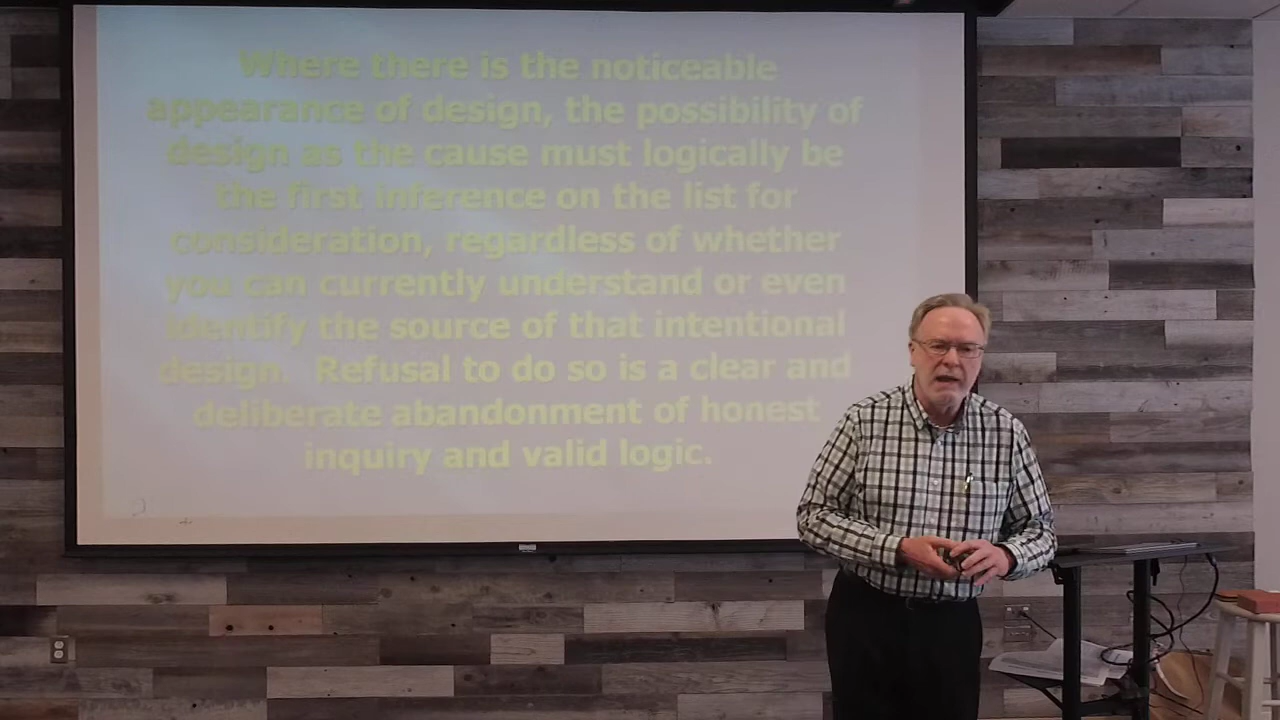 Where there is the noticeable
appearance of design, the possibility of
design as the cause must logically be
the first inference on the list for
consideration, regardless of whether
you can currently understand or even
identify the source of that intentional
design.  Refusal to do so is a clear and
deliberate abandonment of honest
inquiry and valid logic.